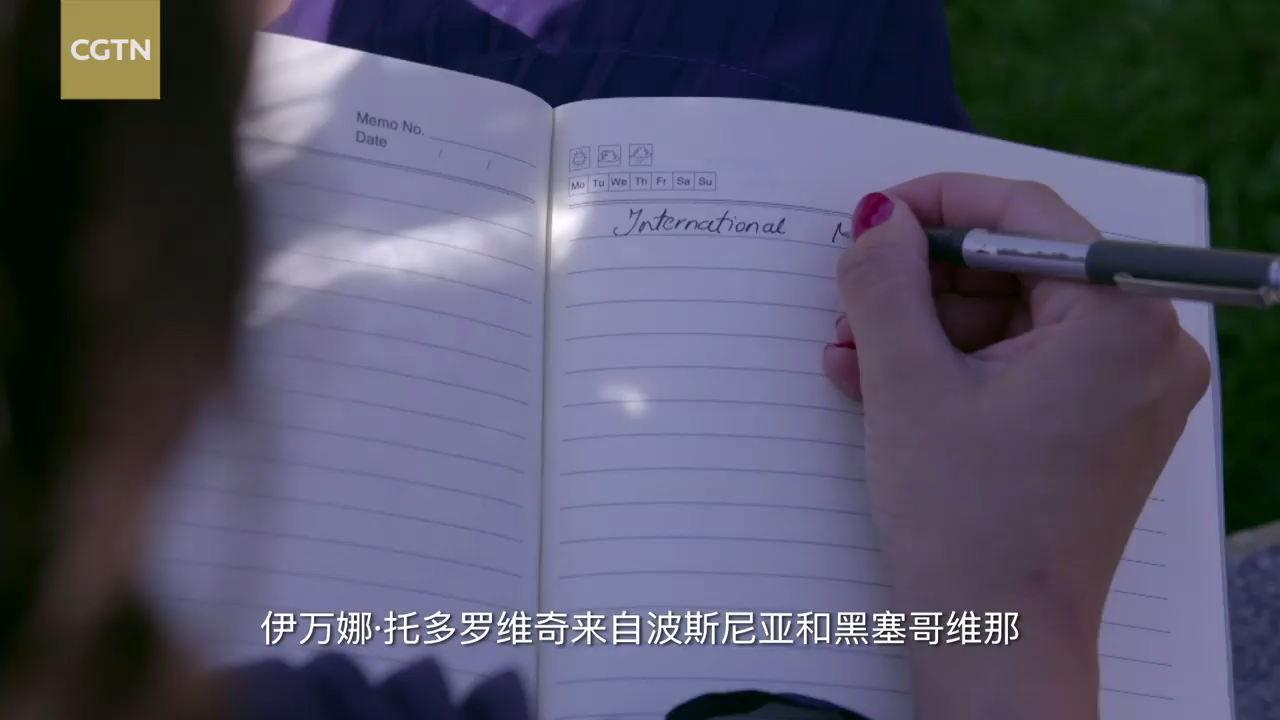 CGTN
Memo No.
Date / /
Mo Tu We Th Fr Sa Su
International
伊万娜·托多罗维奇来自波斯尼亚和黑塞哥维那